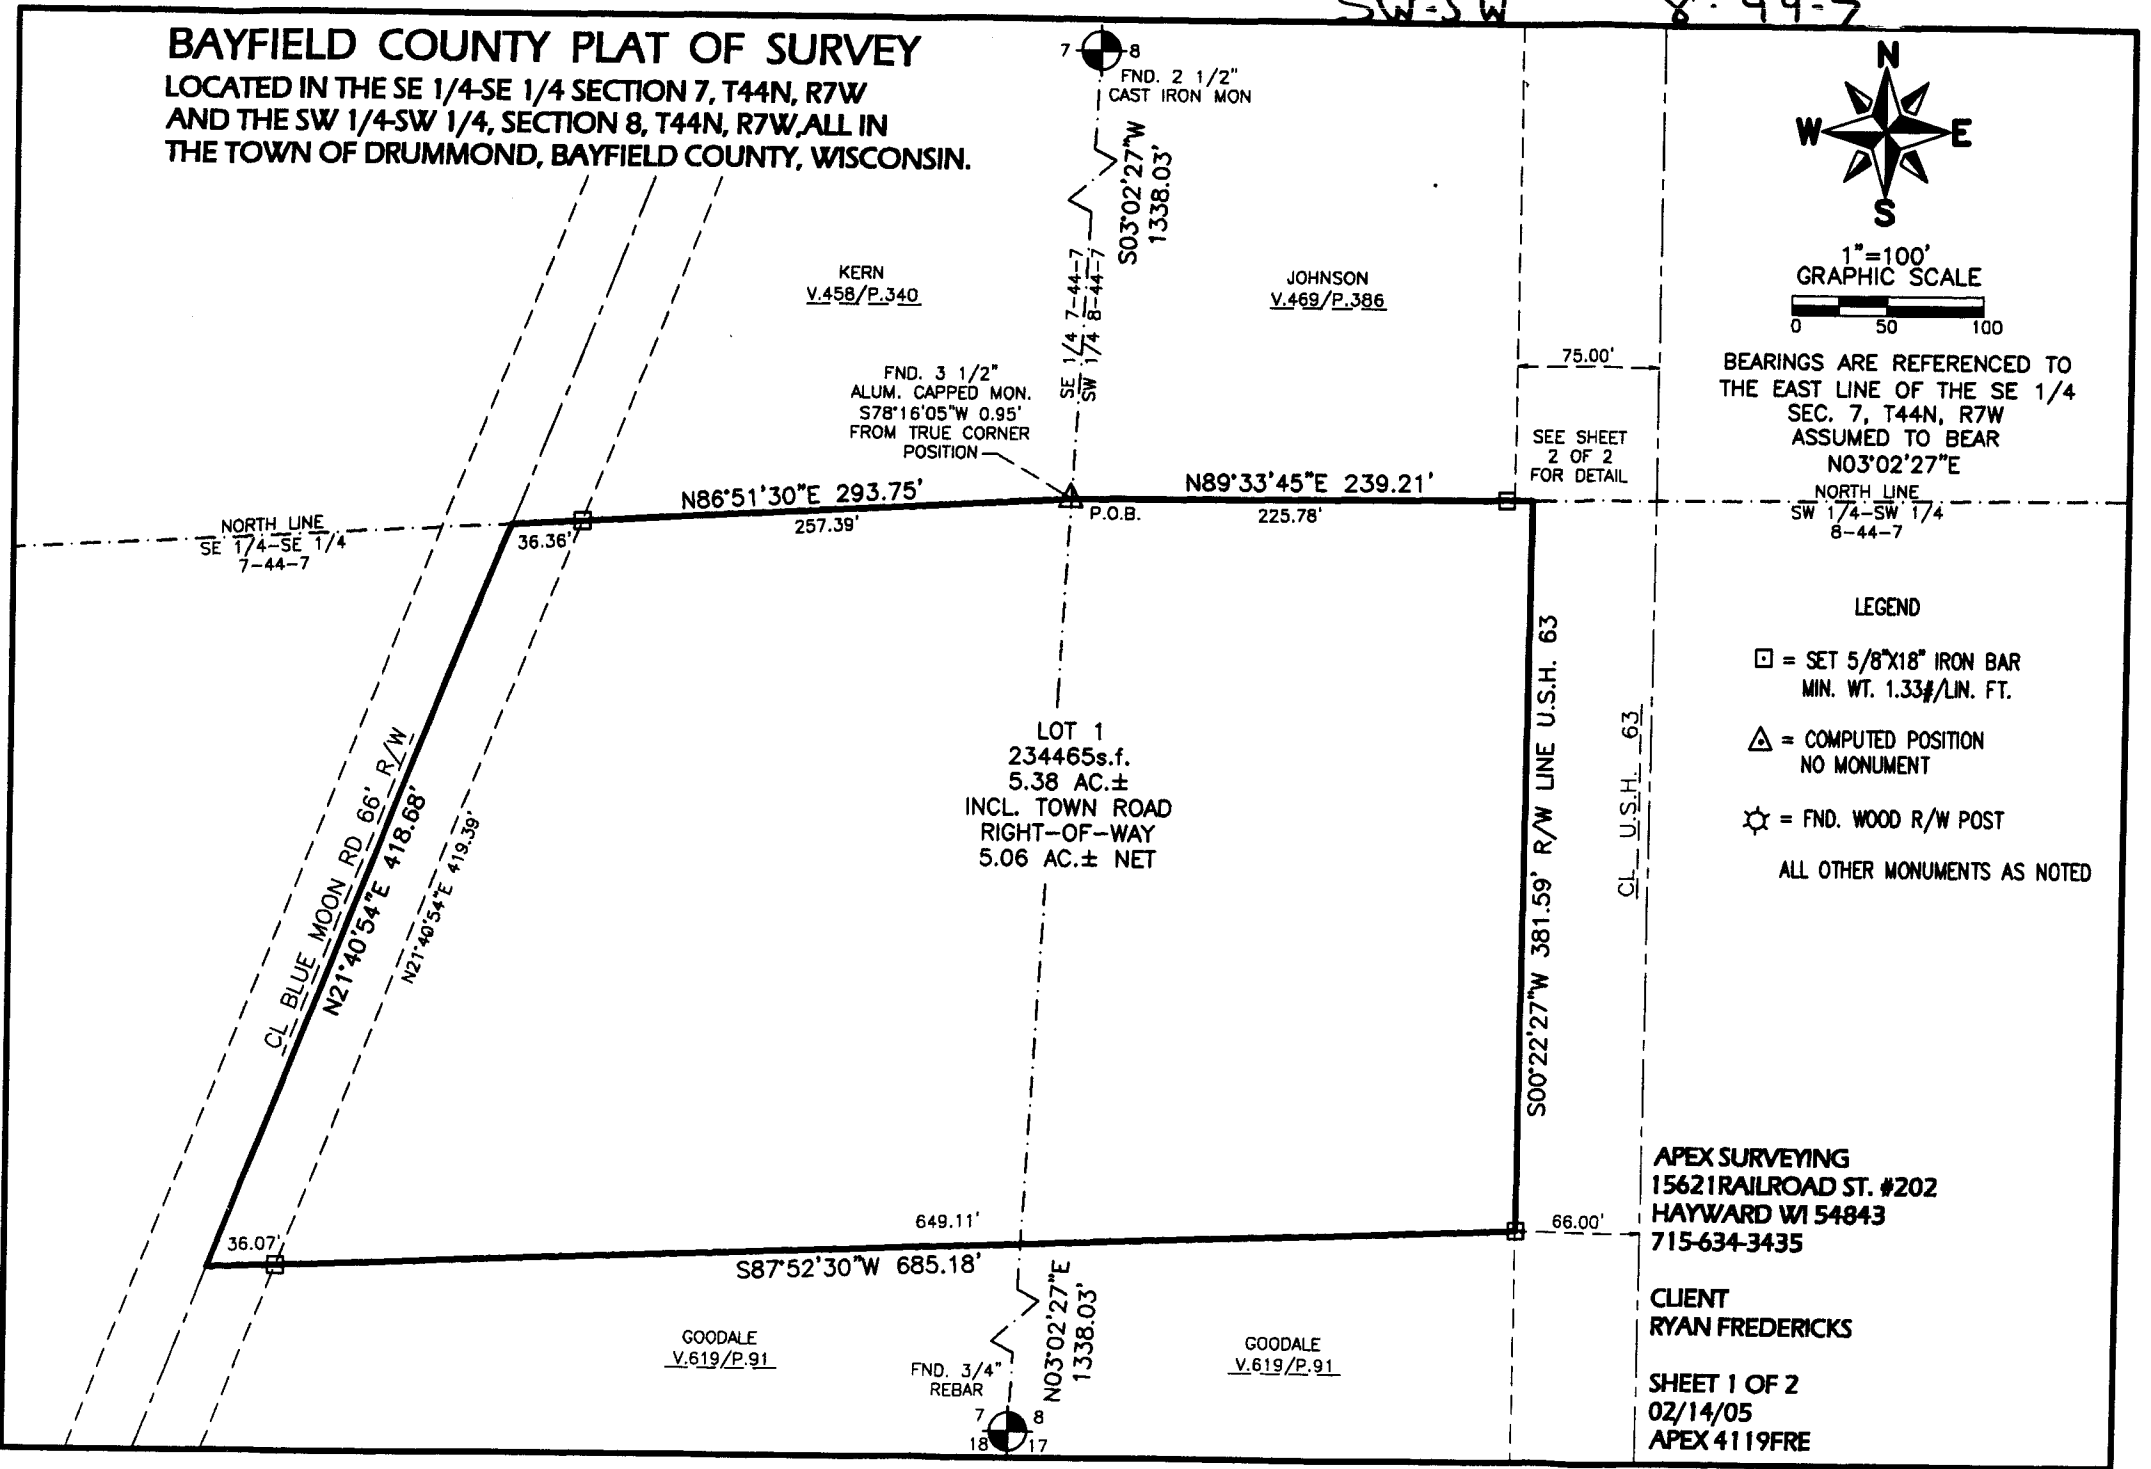 SW-SW 8-44-7
BAYFIELD COUNTY PLAT OF SURVEY
LOCATED IN THE SE 1/4-SE 1/4 SECTION 7, T44N, R7W
AND THE SW 1/4-SW 1/4, SECTION 8, T44N, R7W,ALL IN
THE TOWN OF DRUMMOND, BAYFIELD COUNTY, WISCONSIN.
7 8
FND. 2 1/2"
CAST IRON MON
S03°02'27"W
1338.03'
N
W E
S
1"=100'
GRAPHIC SCALE
0 50 100
BEARINGS ARE REFERENCED TO
THE EAST LINE OF THE SE 1/4
SEC. 7, T44N, R7W
ASSUMED TO BEAR
N03°02'27"E
KERN
V.458/P.340
JOHNSON
V.469/P.386
SE 1/4 7-44-7
SW 1/4 8-44-7
75.00'
FND. 3 1/2"
ALUM. CAPPED MON.
S78°16'05"W 0.95'
FROM TRUE CORNER
POSITION
SEE SHEET
2 OF 2
FOR DETAIL
NORTH LINE
SE 1/4-SE 1/4
7-44-7
N86°51'30"E 293.75'
36.36'
257.39'
P.O.B.
N89°33'45"E 239.21'
225.78'
NORTH LINE
SW 1/4-SW 1/4
8-44-7
LEGEND
= SET 5/8"X18" IRON BAR
MIN. WT. 1.33#/LIN. FT.
= COMPUTED POSITION
NO MONUMENT
= FND. WOOD R/W POST
ALL OTHER MONUMENTS AS NOTED
CL BLUE MOON RD 66' R/W
N21°40'54"E 418.68'
N21°40'54"E 419.39'
LOT 1
234465s.f.
5.38 AC.±
INCL. TOWN ROAD
RIGHT-OF-WAY
5.06 AC.± NET
S00°22'27"W 381.59' R/W LINE U.S.H. 63
CL U.S.H. 63
36.07'
649.11'
S87°52'30"W 685.18'
66.00'
N03°02'27"E
1338.03'
GOODALE
V.619/P.91
FND. 3/4"
REBAR
GOODALE
V.619/P.91
7 8
18 17
APEX SURVEYING
15621RAILROAD ST. #202
HAYWARD WI 54843
715-634-3435
CLIENT
RYAN FREDERICKS
SHEET 1 OF 2
02/14/05
APEX 4119FRE